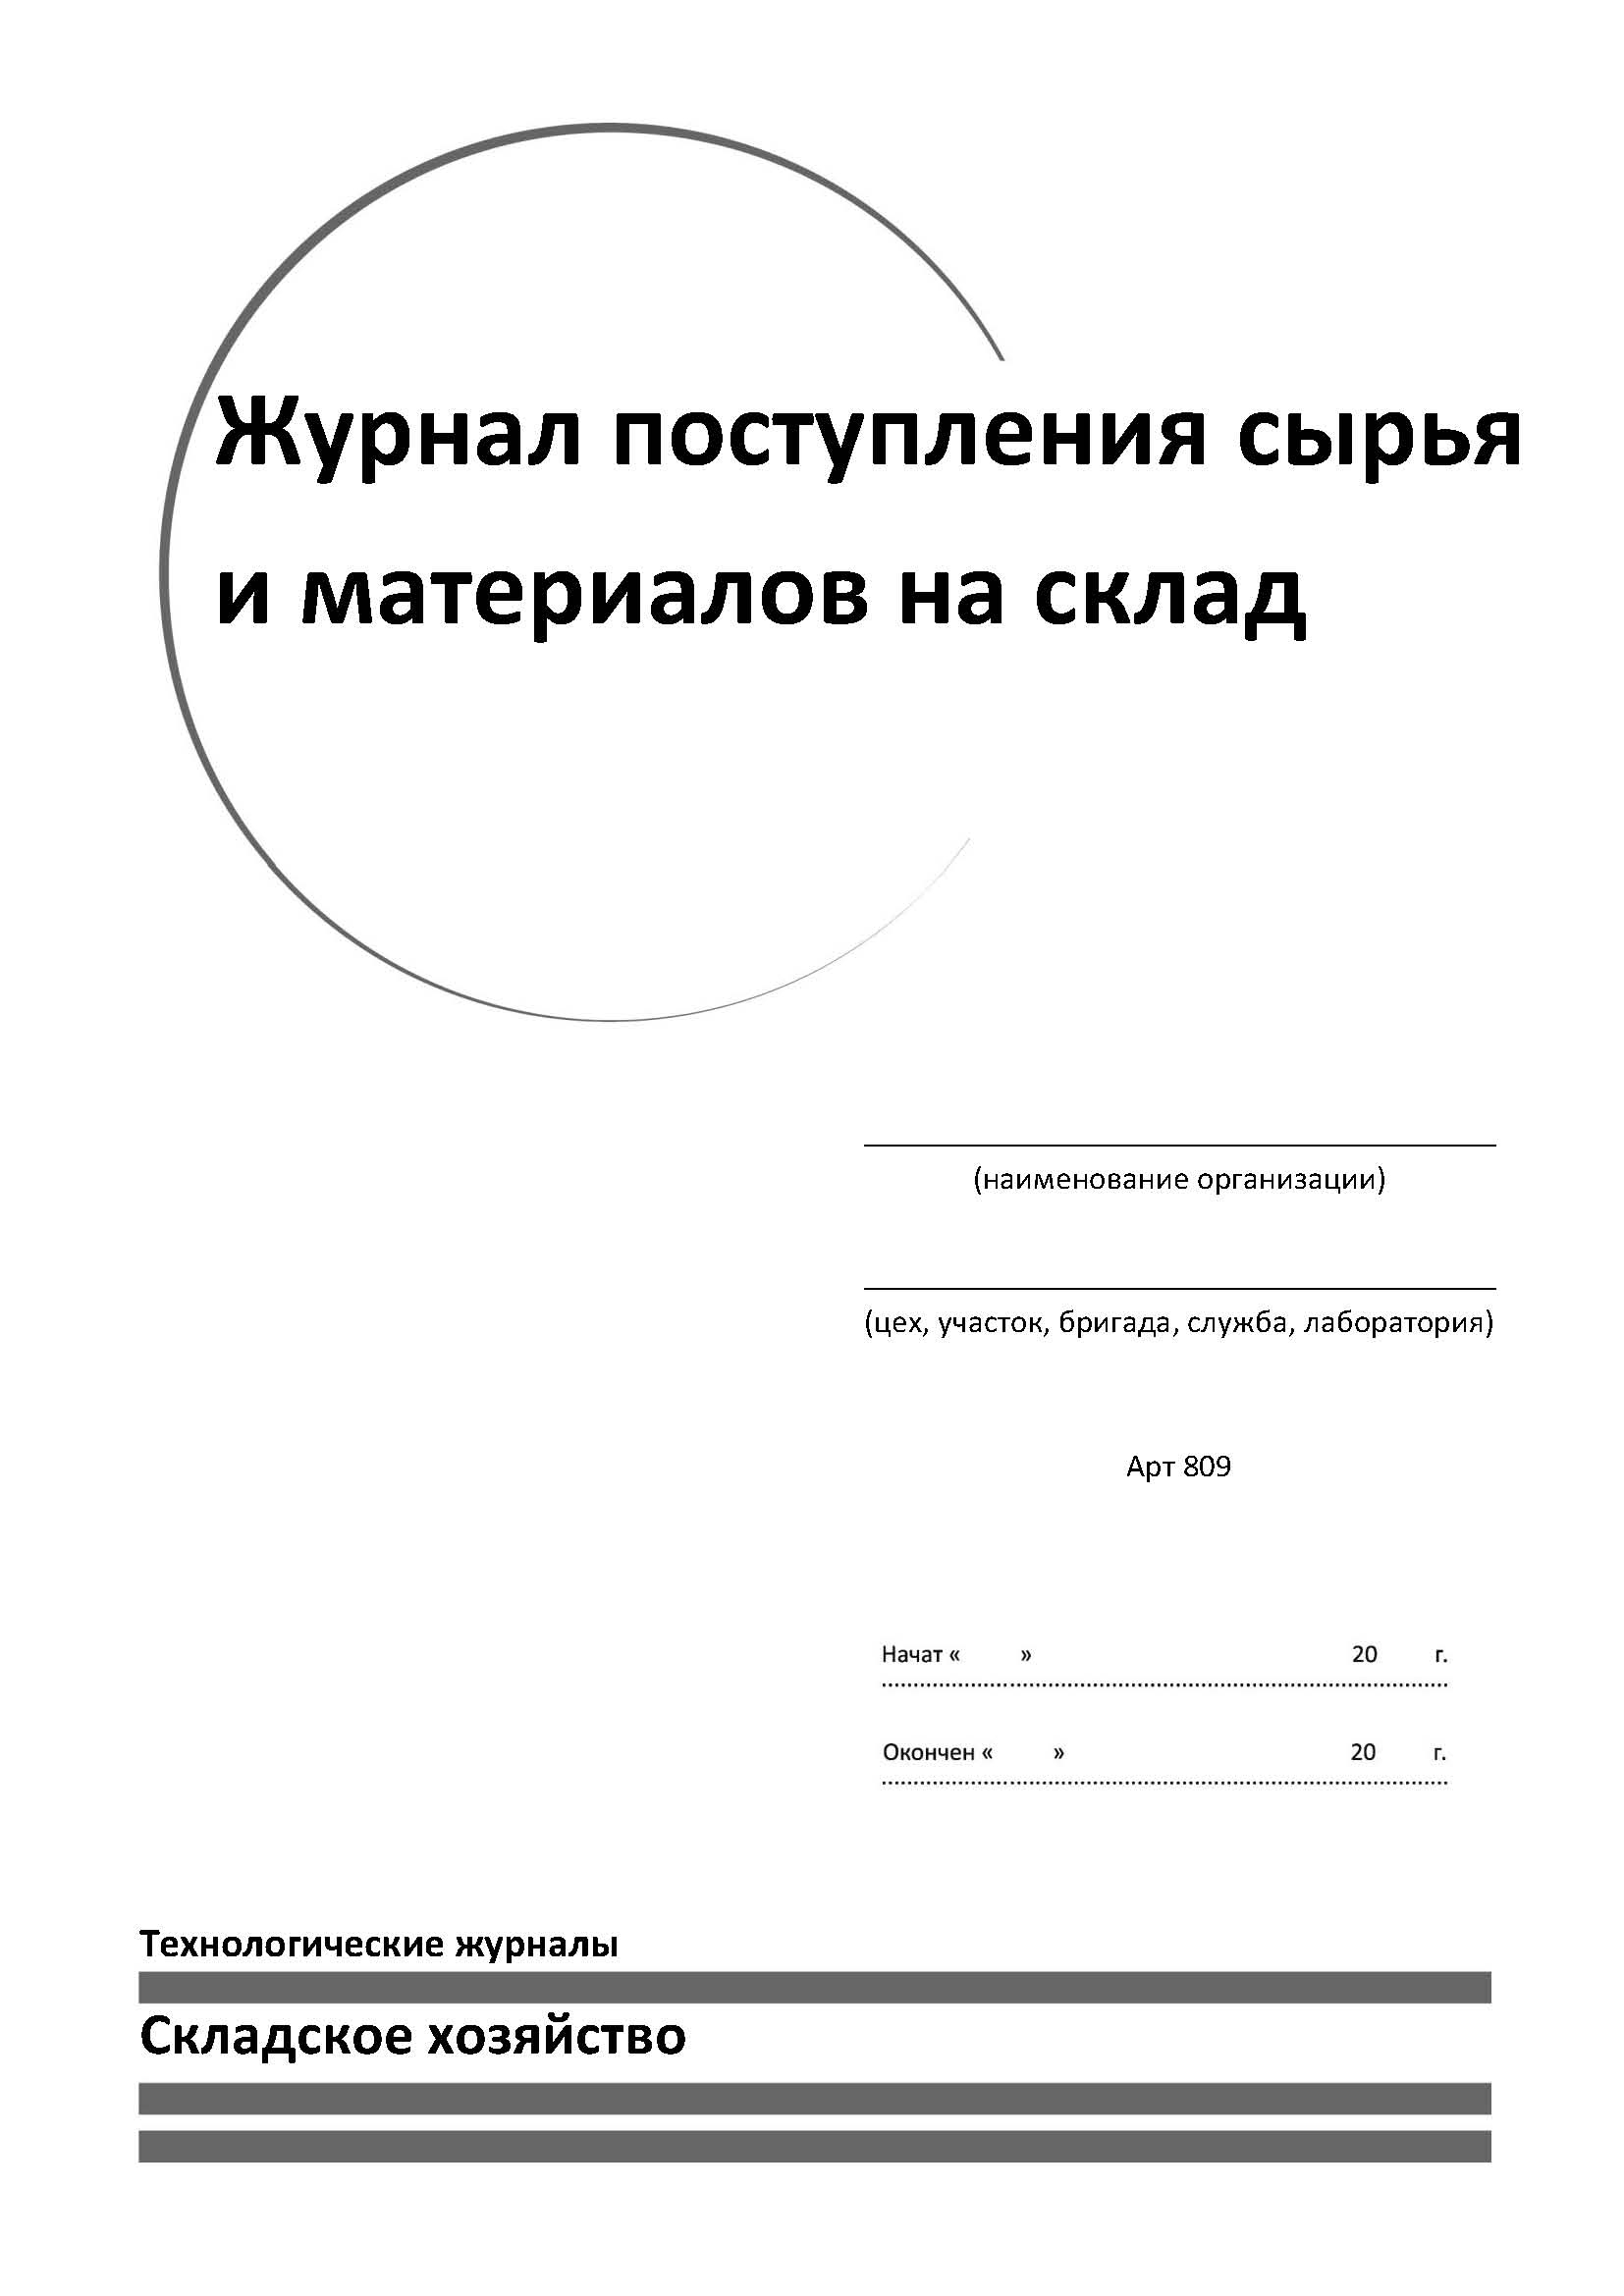 Журнал поступления сырья
и материалов на склад
(наименование организации)
(цех, участок, бригада, служба, лаборатория)
Арт 809
Начат « » 20 г.
Окончен « » 20 г.
Технологические журналы
Складское хозяйство